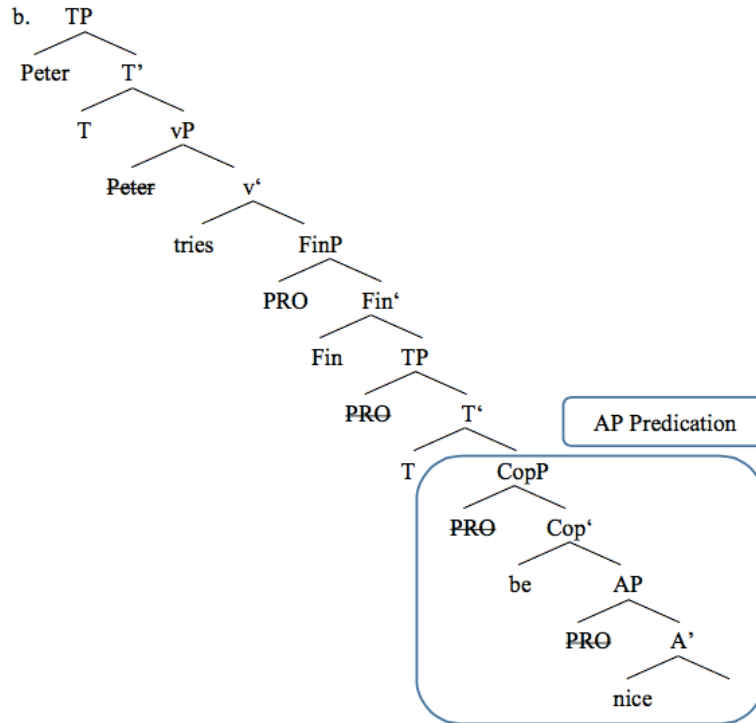 b. TP
Peter T’
T vP
Peter v‘
tries FinP
PRO Fin‘
Fin TP
PRO T‘
AP Predication
T CopP
PRO Cop‘
be AP
PRO A’
nice